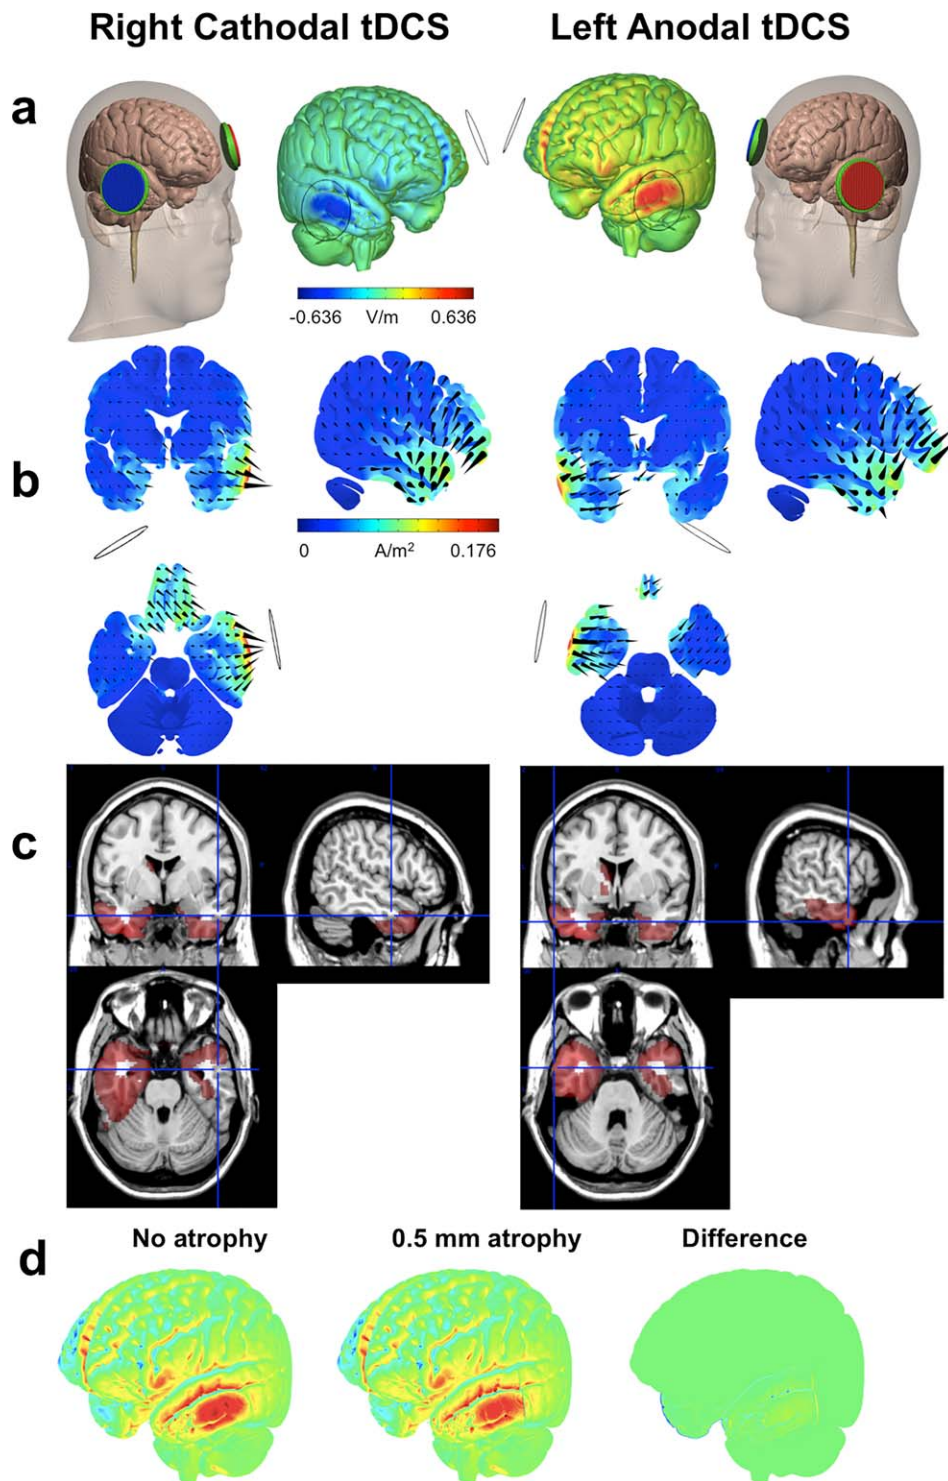 Right Cathodal tDCS Left Anodal tDCS
a
-0.636 V/m 0.636
b
0 A/m² 0.176
c
No atrophy 0.5 mm atrophy Difference
d